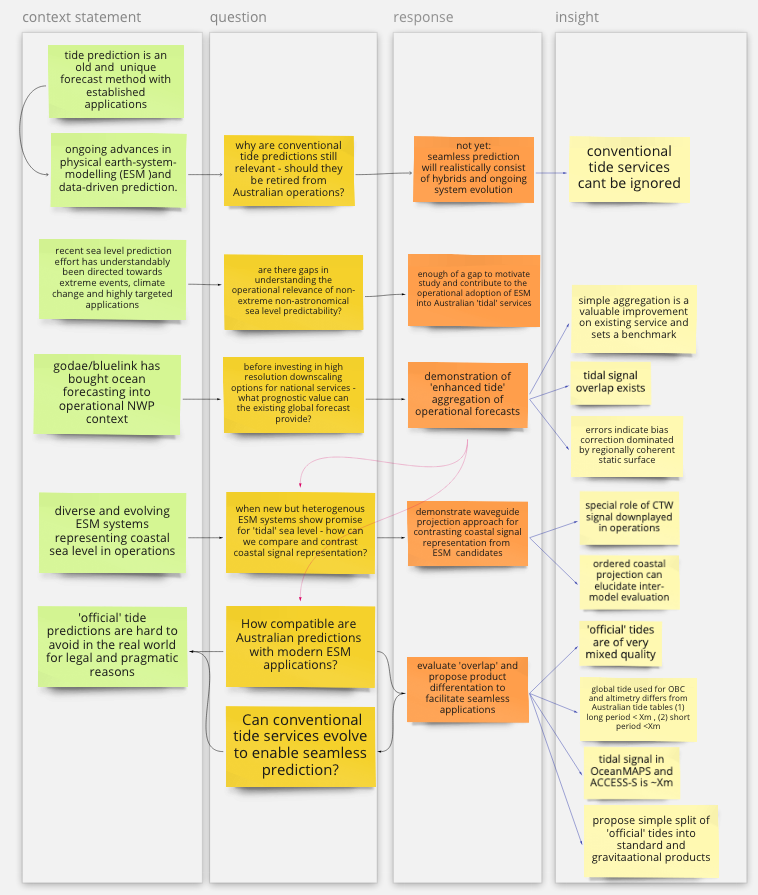 context statement
question
response
insight
tide prediction is an
old and unique
forecast method with
established
applications
ongoing advances in
physical earth-system-
modelling (ESM )and
data-driven prediction.
why are conventional
tide predictions still
relevant - should they
be retired from
Australian operations?
not yet:
seamless prediction
will realistically consist
of hybrids and ongoing
system evolution
conventional
tide services
cant be ignored
recent sea level prediction
effort has understandably
been directed towards
extreme events, climate
change and highly targeted
applications
are there gaps in
understanding the
operational relevance of non-
extreme non-astronomical
sea level predictability?
enough of a gap to motivate
study and contribute to the
operational adoption of ESM
into Australian 'tidal' services
simple aggregation is a
valuable improvement
on existing service and
sets a benchmark
godae/bluelink has
bought ocean
forecasting into
operational NWP
context
before investing in high
resolution downscaling
options for national services -
what prognostic value can
the existing global forecast
provide?
demonstration of
'enhanced tide'
aggregation of
operational forecasts
tidal signal
overlap exists
errors indicate bias
correction dominated
by regionally coherent
static surface
diverse and evolving
ESM systems
representing coastal
sea level in operations
when new but heterogenous
ESM systems show promise
for 'tidal' sea level - how can
we compare and contrast
coastal signal representation?
demonstrate waveguide
projection approach for
contrasting coastal signal
representation from
ESM candidates
special role of CTW
signal downplayed
in operations
ordered coastal
projection can
elucidate inter-
model evaluation
'official' tide
predictions are hard to
avoid in the real world
for legal and pragmatic
reasons
How compatible are
Australian predictions
with modern ESM
applications?
Can conventional
tide services evolve
to enable seamless
prediction?
evaluate 'overlap' and
propose product
differentation to
facilitate seamless
applications
'official' tides
are of very
mixed quality
global tide used for OBC
and altimetry differs from
Australian tide tables (1)
long period < Xm , (2) short
period <Xm
tidal signal in
OceanMAPS and
ACCESS-S is ~Xm
propose simple split of
'official' tides into
standard and
gravitaational products